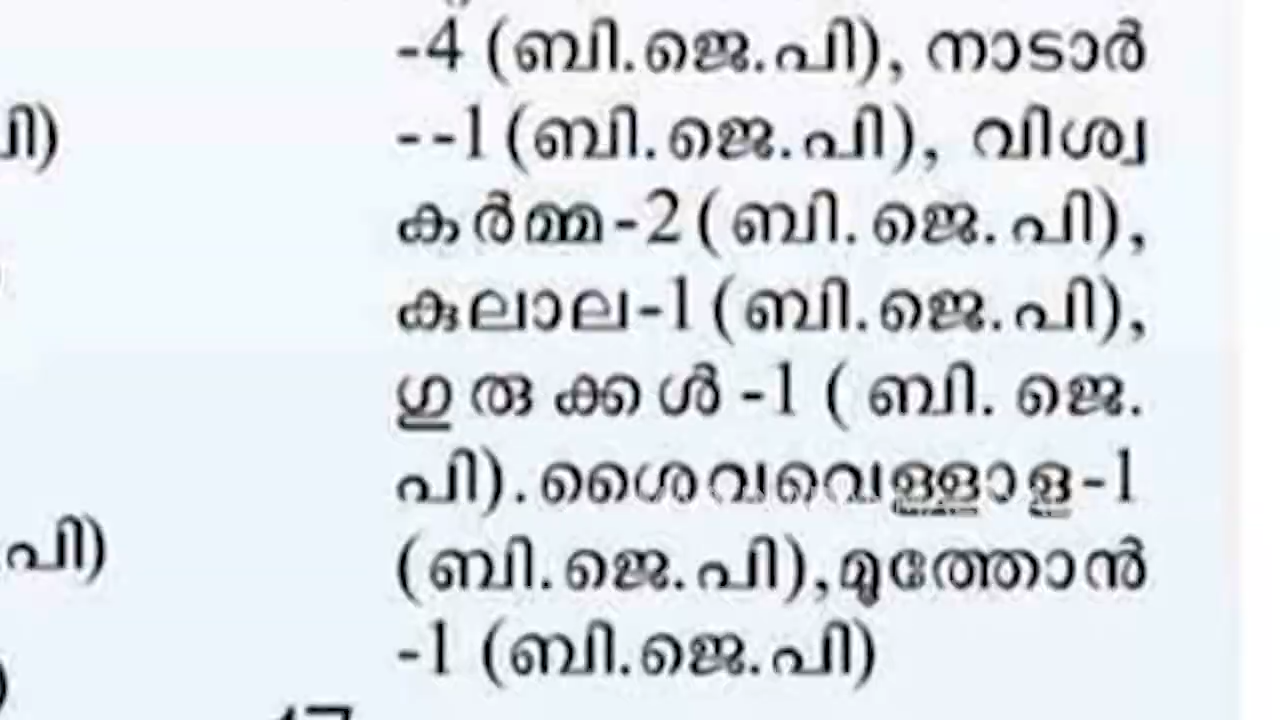 -4 (ബി.ജെ.പി), നാടാർ
--1(ബി.ജെ.പി), വിശ്വ
പി)
കർമ്മ-2(ബി.ജെ.പി),
കുലാല-1(ബി.ജെ.പി),
ഗുരുക്കൾ-1 (ബി.ജെ.
പി).ശൈവവെള്ളാള-1
(ബി.ജെ.പി),മൂത്തോൻ
പി)
-1 (ബി.ജെ.പി)